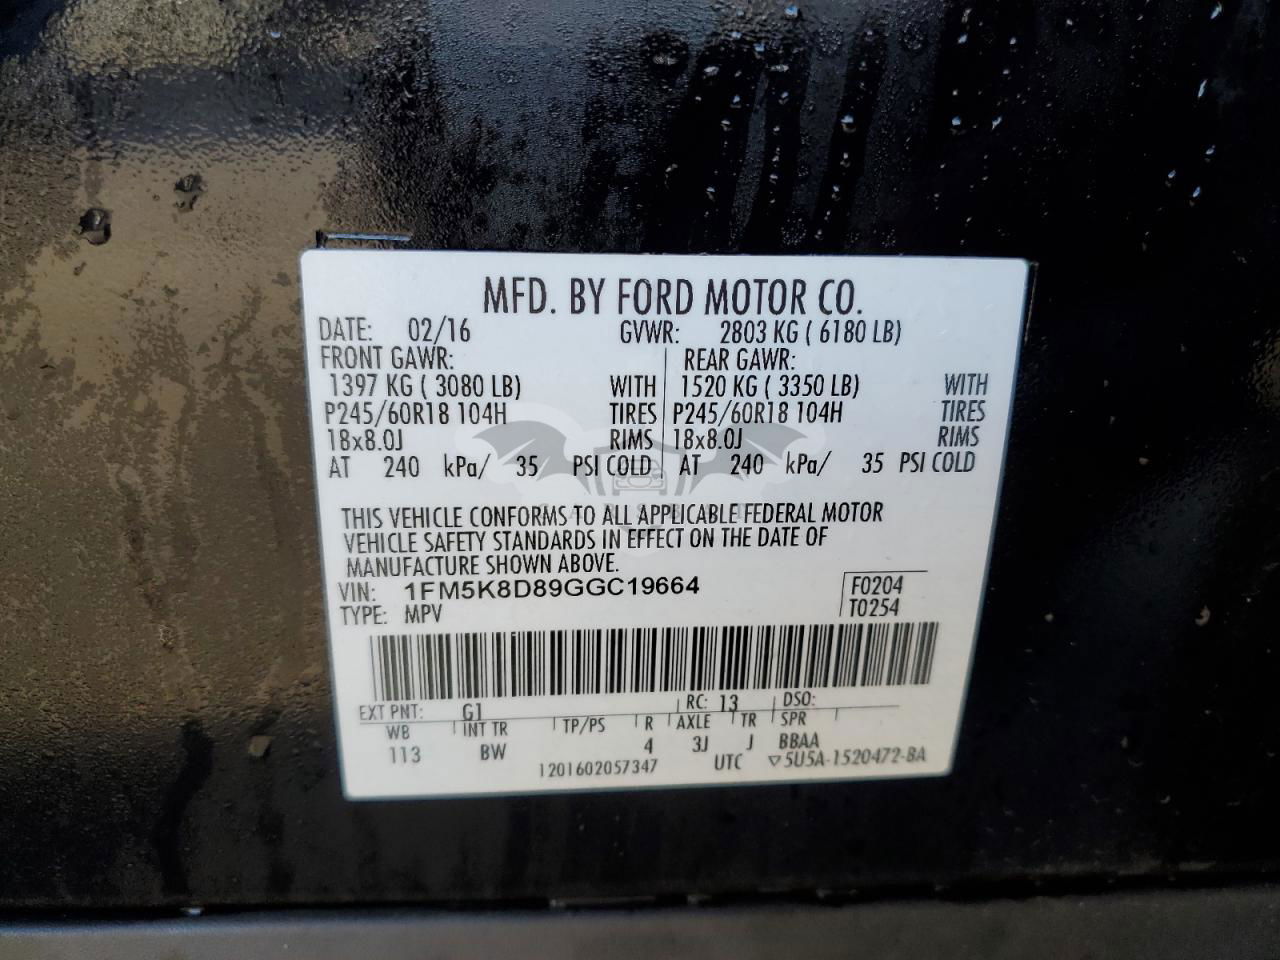 MFD. BY FORD MOTOR CO.
DATE: 02/16 GVWR: 2803 KG ( 6180 LB)
FRONT GAWR: REAR GAWR:
1397 KG ( 3080 LB) WITH 1520 KG ( 3350 LB) WITH
P245/60R18 104H TIRES P245/60R18 104H TIRES
18x8.0J RIMS 18x8.0J RIMS
AT 240 kPa/ 35 PSI COLD AT 240 kPa/ 35 PSI COLD
THIS VEHICLE CONFORMS TO ALL APPLICABLE FEDERAL MOTOR
VEHICLE SAFETY STANDARDS IN EFFECT ON THE DATE OF
MANUFACTURE SHOWN ABOVE.
VIN: 1FM5K8D89GGC19664 F0204
TYPE: MPV T0254
EXT PNT: G1 RC: 13 DSO:
WB INT TR TP/PS R AXLE TR SPR
113 BW 4 3J J BBAA
1201602057347 UTC ▽5U5A-1520472-BA